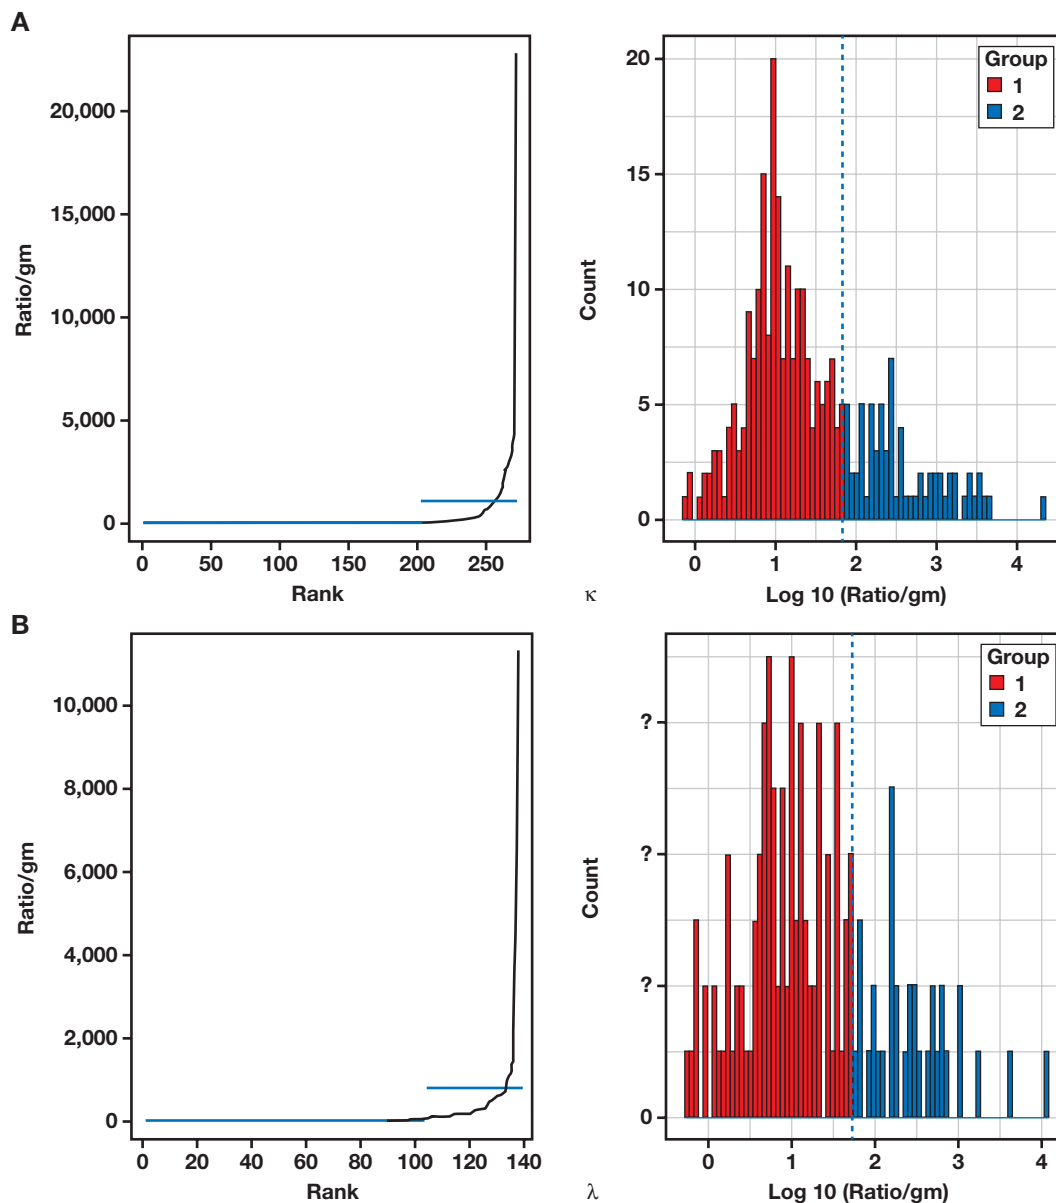 A
20,000
15,000
10,000
5,000
0
Ratio/gm
0 50 100 150 200 250
Rank
20
15
10
5
0
Count
Group
1
2
0 1 2 3 4
Log 10 (Ratio/gm)
κ
B
10,000
8,000
6,000
4,000
2,000
0
Ratio/gm
0 20 40 60 80 100 120 140
Rank
?
?
?
0
Count
Group
1
2
0 1 2 3 4
Log 10 (Ratio/gm)
λ